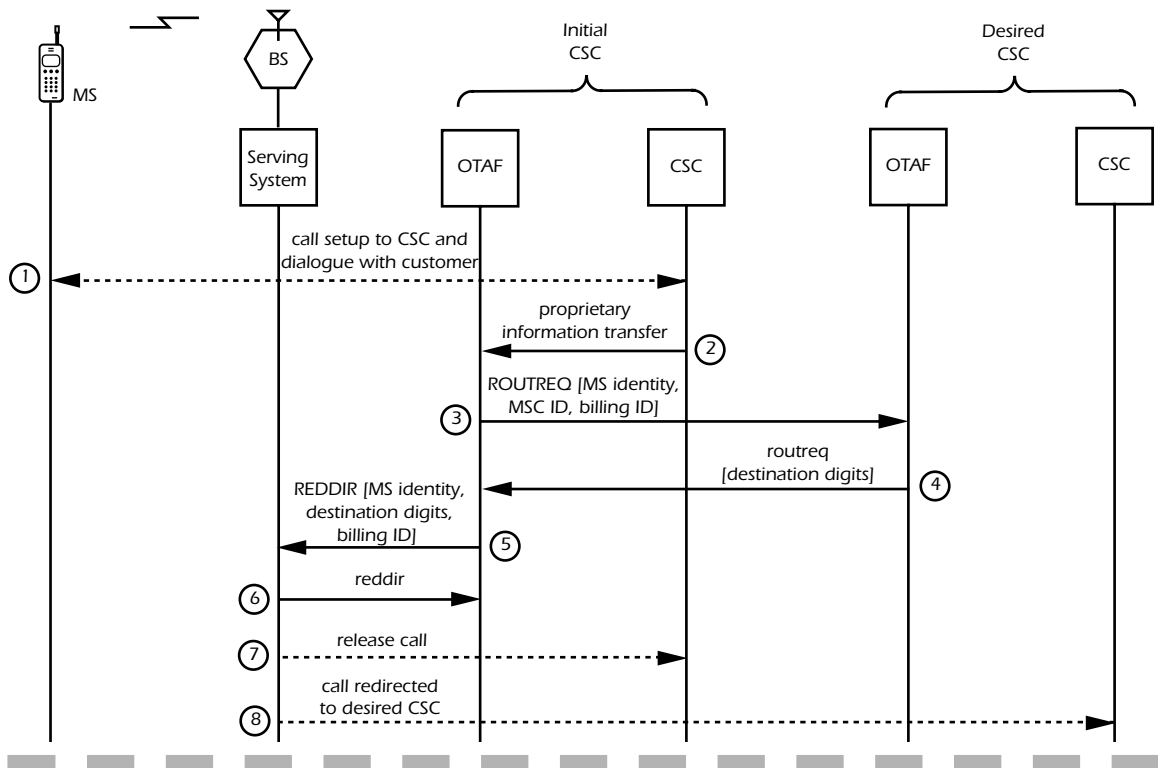 Initial
CSC
Desired
CSC
BS
MS
Serving
System
OTAF
CSC
OTAF
CSC
call setup to CSC and
dialogue with customer
1
proprietary
information transfer
2
ROUTREQ [MS identity,
MSC ID, billing ID]
3
routreq
[destination digits]
4
REDDIR [MS identity,
destination digits,
billing ID]
5
reddir
6
release call
7
call redirected
to desired CSC
8